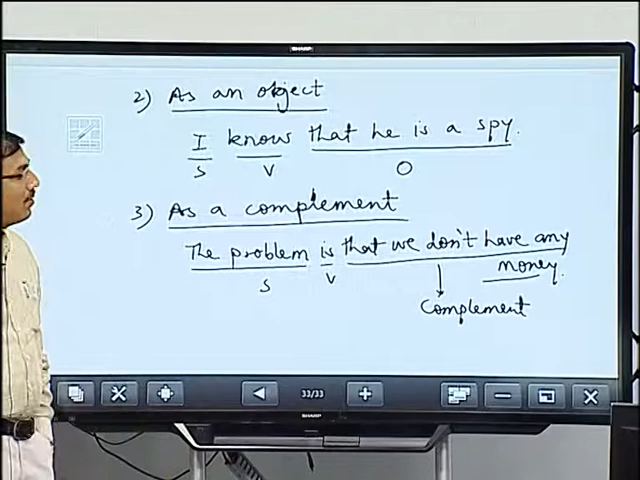 SHARP
2) As an object
I know that he is a spy.
S V O
3) As a complement
The problem is that we don't have any
money.
S V
Complement
33/33
SHARP